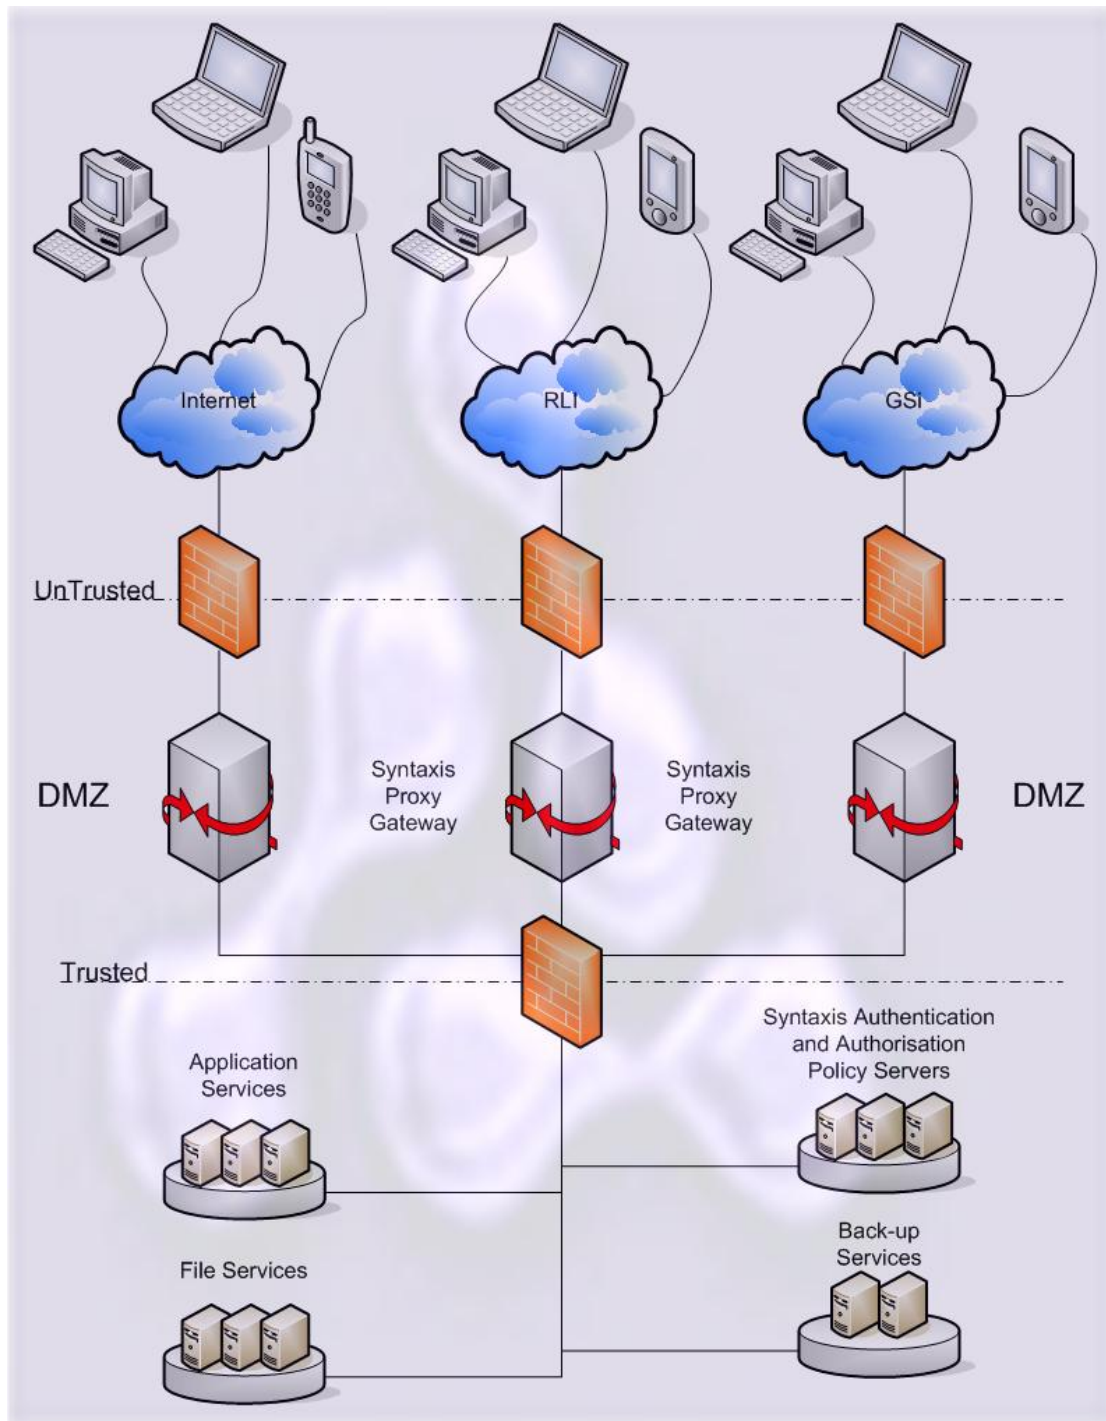 Internet
RLI
GSi
UnTrusted
DMZ
Syntaxis
Proxy
Gateway
Syntaxis
Proxy
Gateway
DMZ
Trusted
Application
Services
Syntaxis Authentication
and Authorisation
Policy Servers
File Services
Back-up
Services